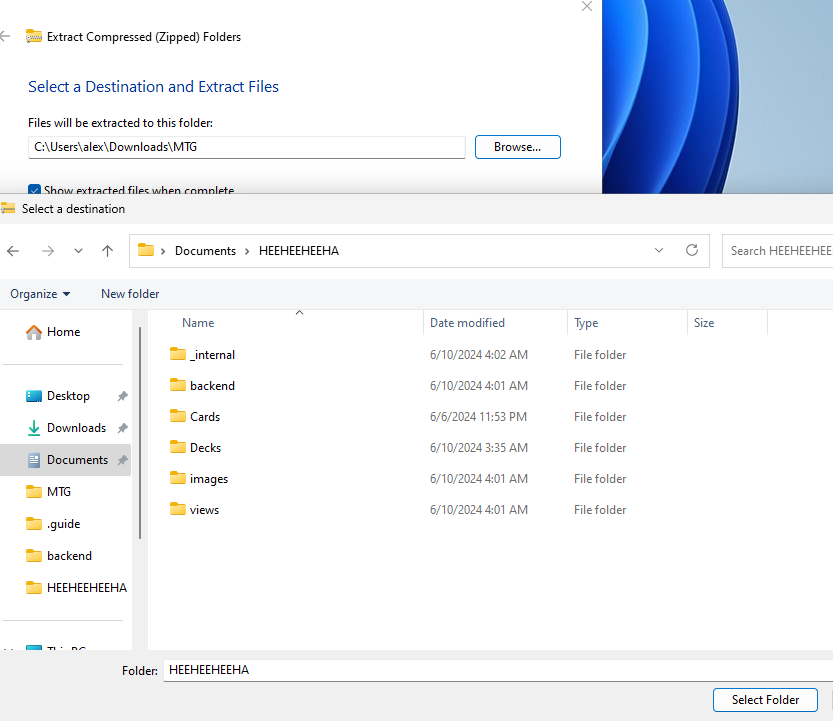 Extract Compressed (Zipped) Folders
Select a Destination and Extract Files
Files will be extracted to this folder:
C:\Users\alex\Downloads\MTG Browse...
Show extracted files when complete
Select a destination
Documents HEEHEEHEEHA Search HEEHEEHEE
Organize New folder
Name Date modified Type Size
Home
_internal 6/10/2024 4:02 AM File folder
backend 6/10/2024 4:01 AM File folder
Desktop
Cards 6/6/2024 11:53 PM File folder
Downloads
Decks 6/10/2024 3:35 AM File folder
Documents
images 6/10/2024 4:01 AM File folder
MTG
views 6/10/2024 4:01 AM File folder
.guide
backend
HEEHEEHEEHA
This PC
Folder: HEEHEEHEEHA
Select Folder